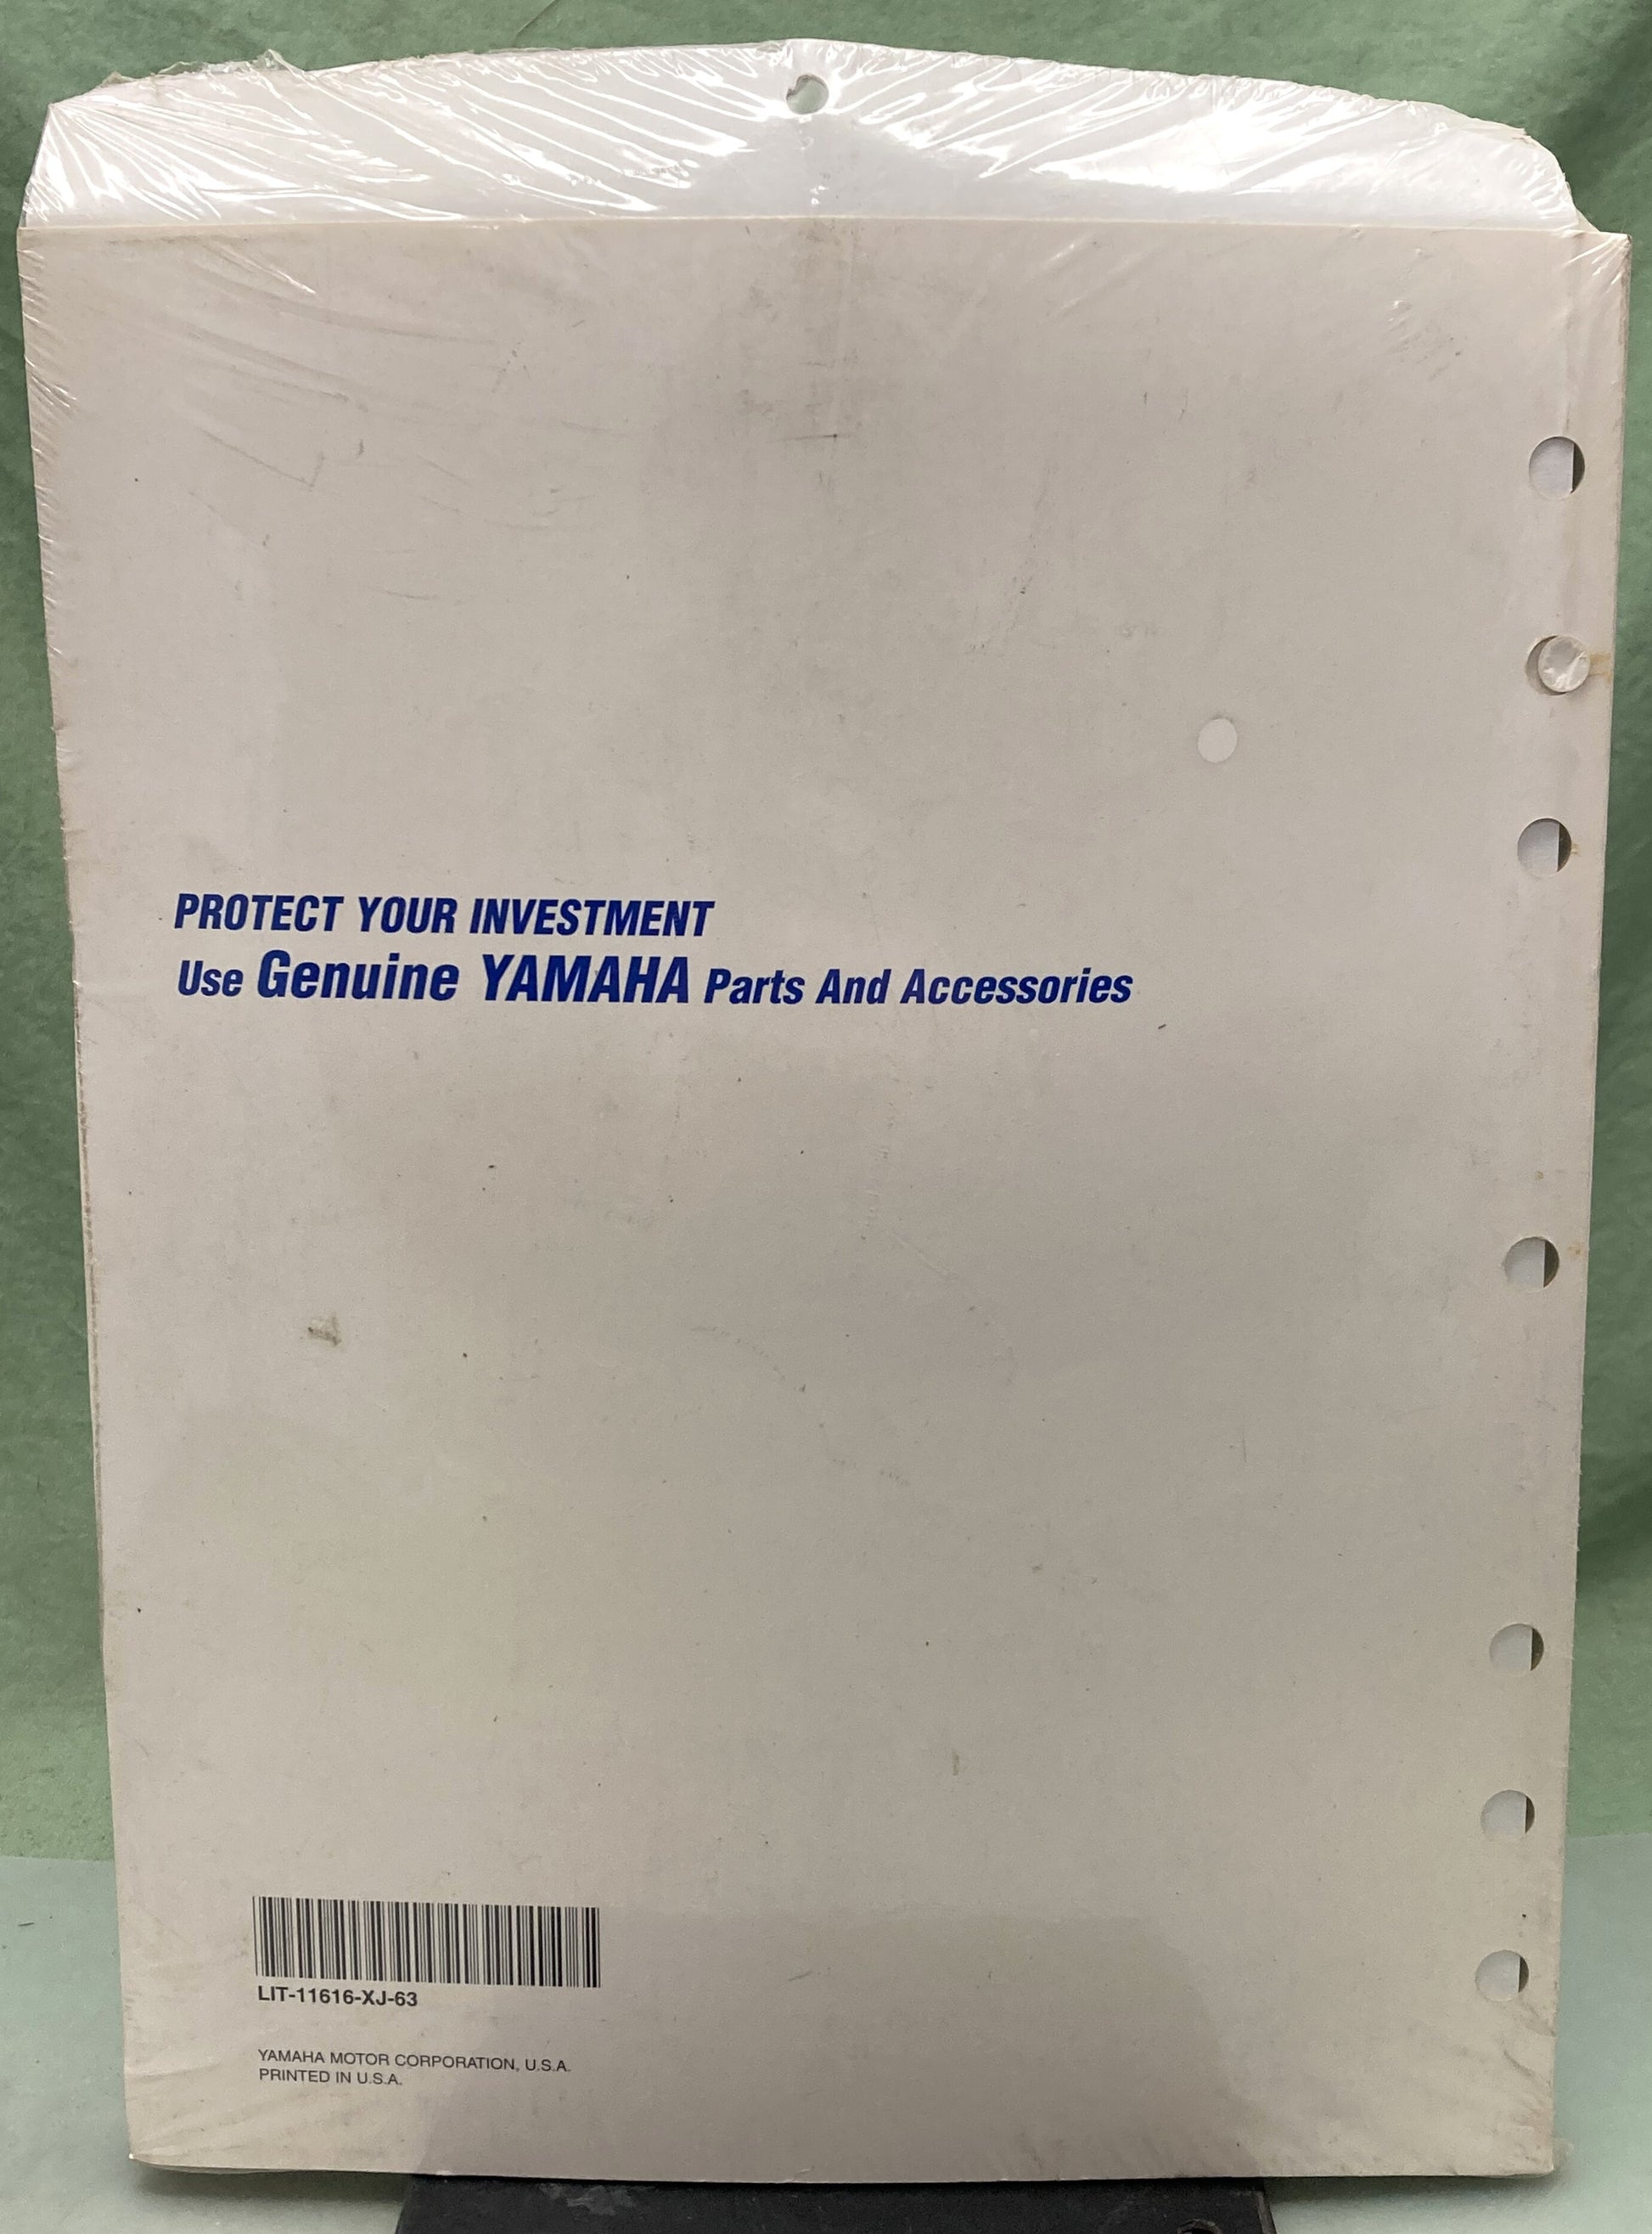 PROTECT YOUR INVESTMENT
Use Genuine YAMAHA Parts And Accessories
LIT-11616-XJ-63
YAMAHA MOTOR CORPORATION, U.S.A.
PRINTED IN U.S.A.